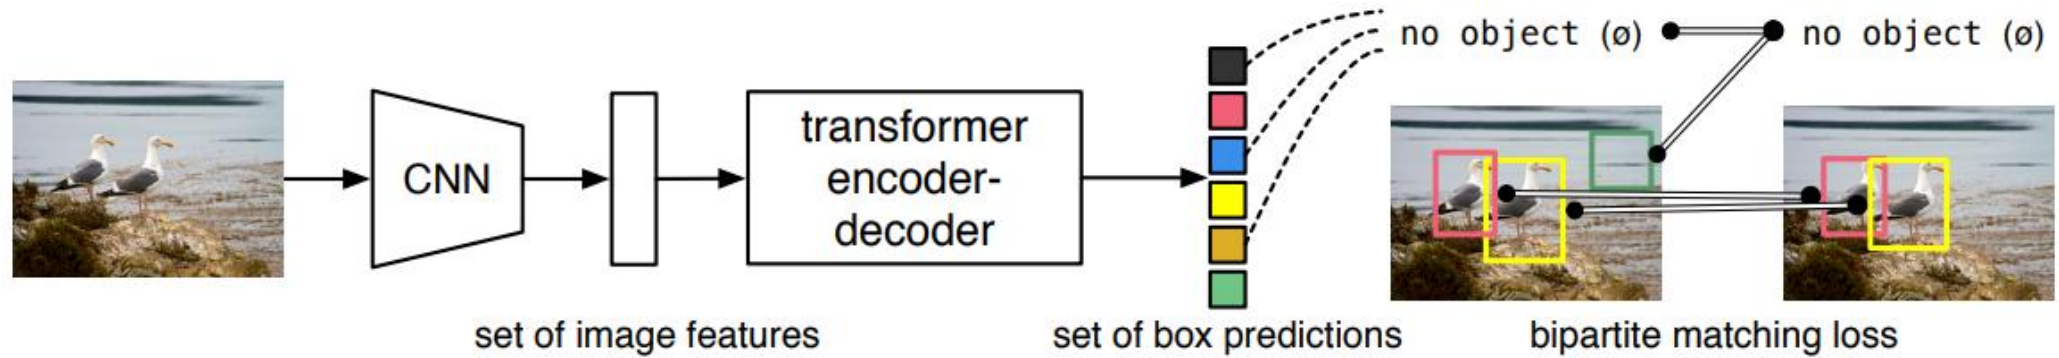 no object (ø)
no object (ø)
CNN
transformer
encoder-
decoder
set of image features
set of box predictions
bipartite matching loss